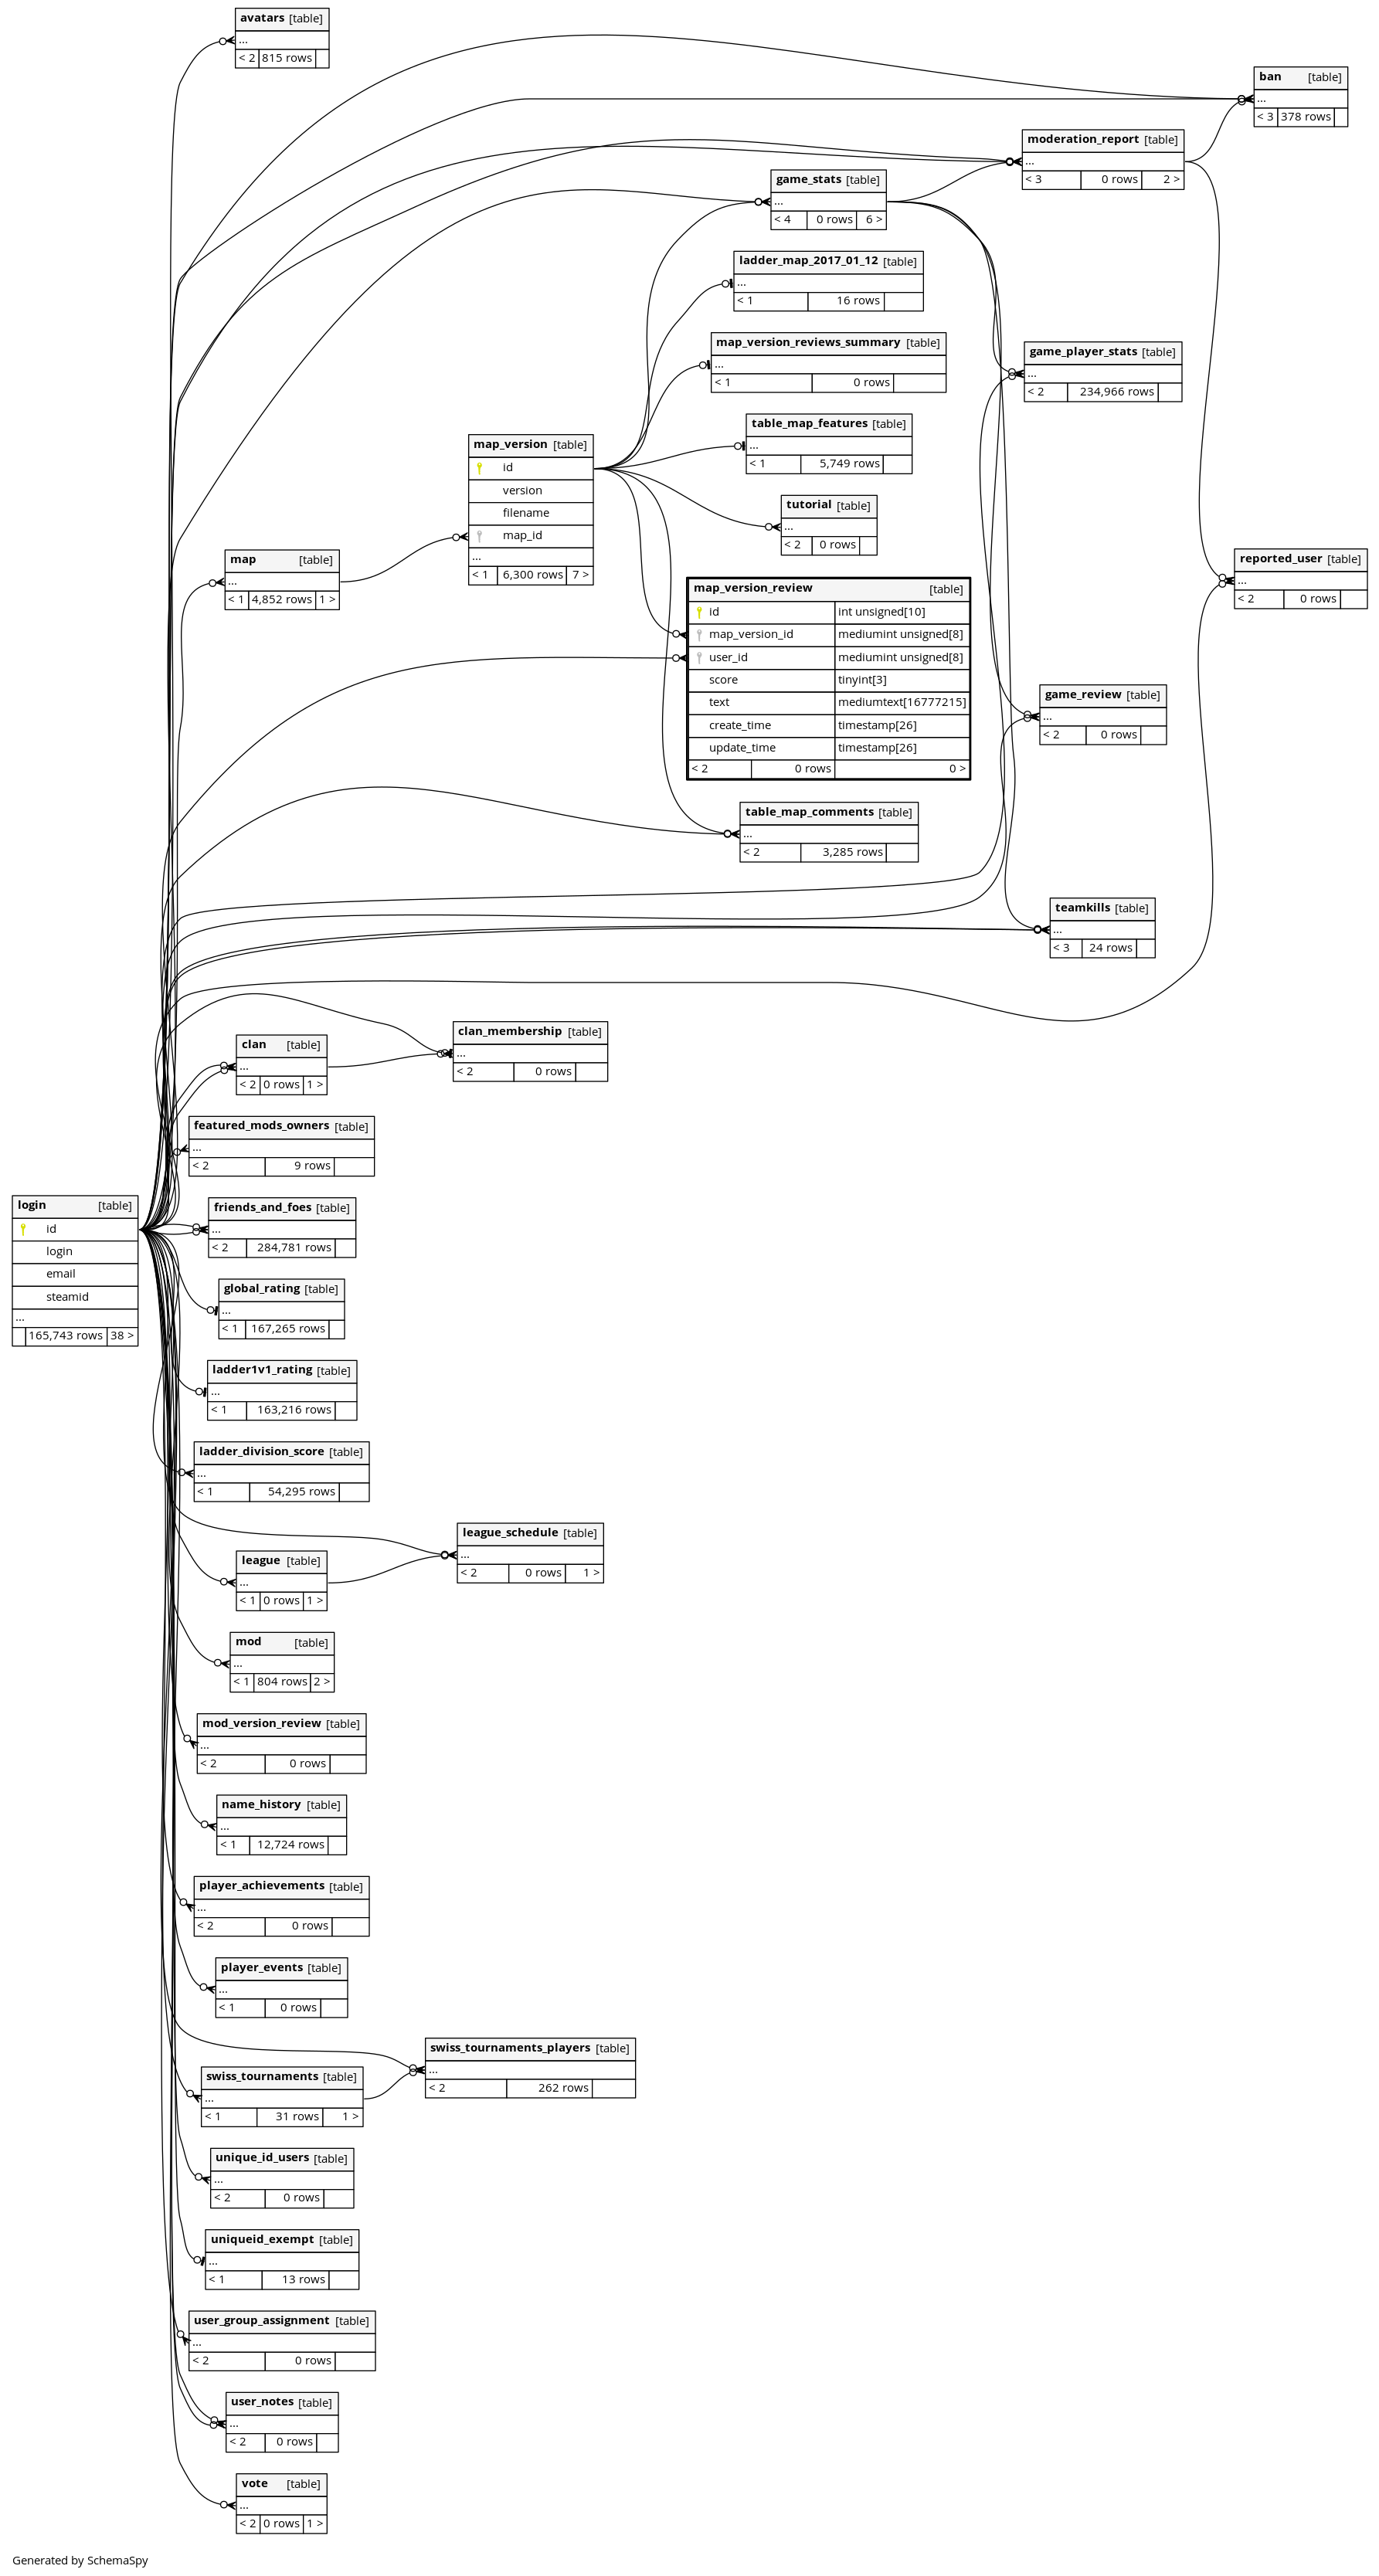 avatars [table]
...
< 2 815 rows
ban [table]
...
< 3 378 rows
moderation_report [table]
...
< 3 0 rows 2 >
game_stats [table]
...
< 4 0 rows 6 >
ladder_map_2017_01_12 [table]
...
< 1 16 rows
map_version_reviews_summary [table]
...
< 1 0 rows
game_player_stats [table]
...
< 2 234,966 rows
table_map_features [table]
...
< 1 5,749 rows
map_version [table]
id
version
filename
map_id
...
< 1 6,300 rows 7 >
tutorial [table]
...
< 2 0 rows
map [table]
...
< 1 4,852 rows 1 >
reported_user [table]
...
< 2 0 rows
map_version_review [table]
id int unsigned[10]
map_version_id mediumint unsigned[8]
user_id mediumint unsigned[8]
score tinyint[3]
text mediumtext[16777215]
create_time timestamp[26]
update_time timestamp[26]
< 2 0 rows 0 >
game_review [table]
...
< 2 0 rows
table_map_comments [table]
...
< 2 3,285 rows
teamkills [table]
...
< 3 24 rows
clan_membership [table]
...
< 2 0 rows
clan [table]
...
< 2 0 rows 1 >
featured_mods_owners [table]
...
< 2 9 rows
login [table]
id
login
email
steamid
...
165,743 rows 38 >
friends_and_foes [table]
...
< 2 284,781 rows
global_rating [table]
...
< 1 167,265 rows
ladder1v1_rating [table]
...
< 1 163,216 rows
ladder_division_score [table]
...
< 1 54,295 rows
league_schedule [table]
...
< 2 0 rows 1 >
league [table]
...
< 1 0 rows 1 >
mod [table]
...
< 1 804 rows 2 >
mod_version_review [table]
...
< 2 0 rows
name_history [table]
...
< 1 12,724 rows
player_achievements [table]
...
< 2 0 rows
player_events [table]
...
< 1 0 rows
swiss_tournaments_players [table]
...
< 2 262 rows
swiss_tournaments [table]
...
< 1 31 rows 1 >
unique_id_users [table]
...
< 2 0 rows
uniqueid_exempt [table]
...
< 1 13 rows
user_group_assignment [table]
...
< 2 0 rows
user_notes [table]
...
< 2 0 rows
vote [table]
...
< 2 0 rows 1 >
Generated by SchemaSpy